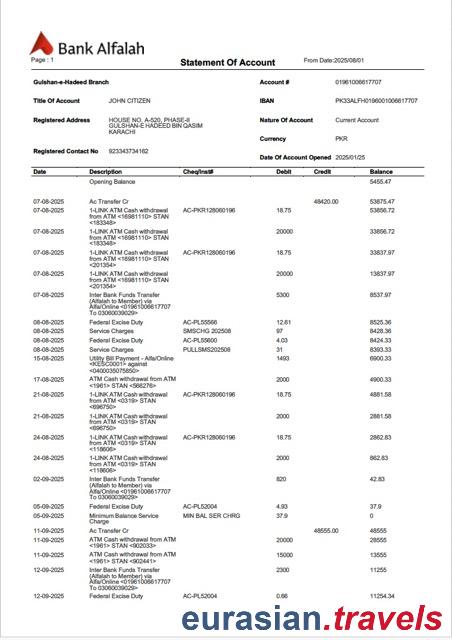 Bank Alfalah
Page : 1
Statement Of Account
From Date:2025/08/01
Gulshan-e-Hadeed Branch
Account # 01961006617707
Title Of Account JOHN CITIZEN
IBAN PK33ALFH0196001006617707
Registered Address HOUSE NO. A-520, PHASE-II
GULSHAN-E HADEED BIN QASIM
KARACHI
Nature Of Account Current Account
Currency PKR
Registered Contact No 923343734162
Date Of Account Opened 2025/01/25
Date Description Cheq/Inst# Debit Credit Balance
Opening Balance 5455.47
07-08-2025 Ac Transfer Cr 48420.00 53875.47
07-08-2025 1-LINK ATM Cash withdrawal AC-PKR128060196 18.75 53856.72
from ATM <16981110> STAN
<183348>
07-08-2025 1-LINK ATM Cash withdrawal 20000 33856.72
from ATM <16981110> STAN
<183348>
07-08-2025 1-LINK ATM Cash withdrawal AC-PKR128060196 18.75 33837.97
from ATM <16981110> STAN
<201354>
07-08-2025 1-LINK ATM Cash withdrawal 20000 13837.97
from ATM <16981110> STAN
<201354>
07-08-2025 Inter Bank Funds Transfer 5300 8537.97
(Alfalah to Member) via
Alfa/Online <01961006617707
To 03060039029>
08-08-2025 Federal Excise Duty AC-PL55566 12.61 8525.36
08-08-2025 Service Charges SMSCHG 202508 97 8428.36
08-08-2025 Federal Excise Duty AC-PL55600 4.03 8424.33
08-08-2025 Service Charges PULLSMS202508 31 8393.33
15-08-2025 Utility Bill Payment - Alfa/Online 1493 6900.33
<KESC0001> against
<0400035075850>
17-08-2025 ATM Cash withdrawal from ATM 2000 4900.33
<1961> STAN <566276>
21-08-2025 1-LINK ATM Cash withdrawal AC-PKR128060196 18.75 4881.58
from ATM <0319> STAN
<696750>
21-08-2025 1-LINK ATM Cash withdrawal 2000 2881.58
from ATM <0319> STAN
<696750>
24-08-2025 1-LINK ATM Cash withdrawal AC-PKR128060196 18.75 2862.83
from ATM <0319> STAN
<118606>
24-08-2025 1-LINK ATM Cash withdrawal 2000 862.83
from ATM <0319> STAN
<118606>
02-09-2025 Inter Bank Funds Transfer 820 42.83
(Alfalah to Member) via
Alfa/Online <01961006617707
To 03060039029>
05-09-2025 Federal Excise Duty AC-PL52004 4.93 37.9
05-09-2025 Minimum Balance Service MIN BAL SER CHRG 37.9 0
Charge
11-09-2025 Ac Transfer Cr 48555.00 48555
11-09-2025 ATM Cash withdrawal from ATM 20000 28555
<1961> STAN <902033>
11-09-2025 ATM Cash withdrawal from ATM 15000 13555
<1961> STAN <902441>
12-09-2025 Inter Bank Funds Transfer 2300 11255
(Alfalah to Member) via
Alfa/Online <01961006617707
To 03060039029>
12-09-2025 Federal Excise Duty AC-PL52004 0.66 11254.34
eurasian.travels